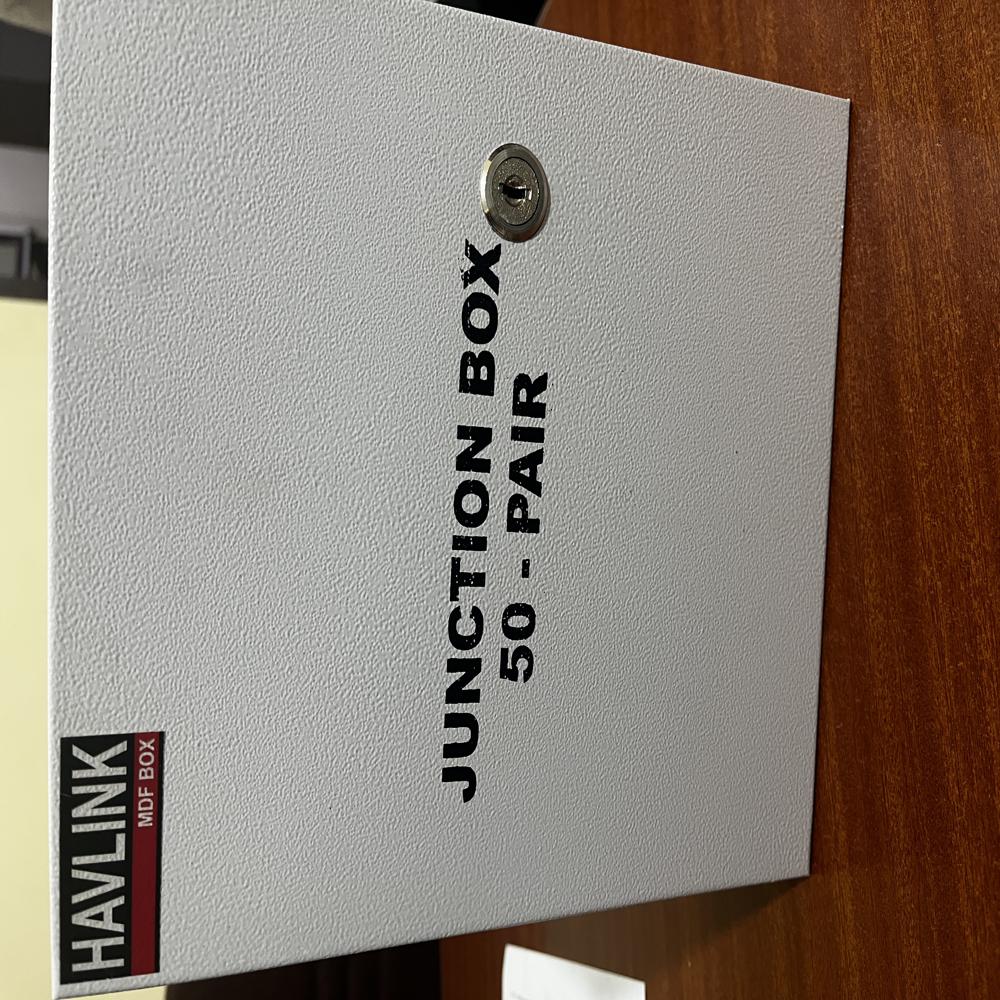 HAVLINK
MDF BOX
JUNCTION BOX
50 - PAIR